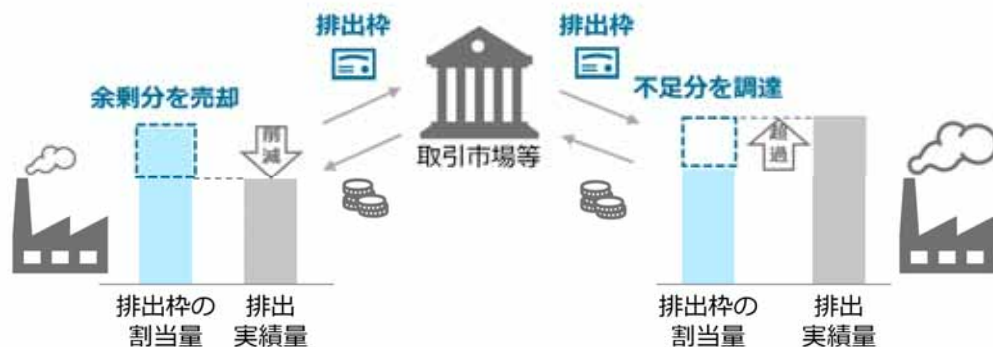 排出枠
排出枠
余剰分を売却
不足分を調達
削
減
超
過
取引市場等
排出枠の
割当量
排出
実績量
排出枠の
割当量
排出
実績量